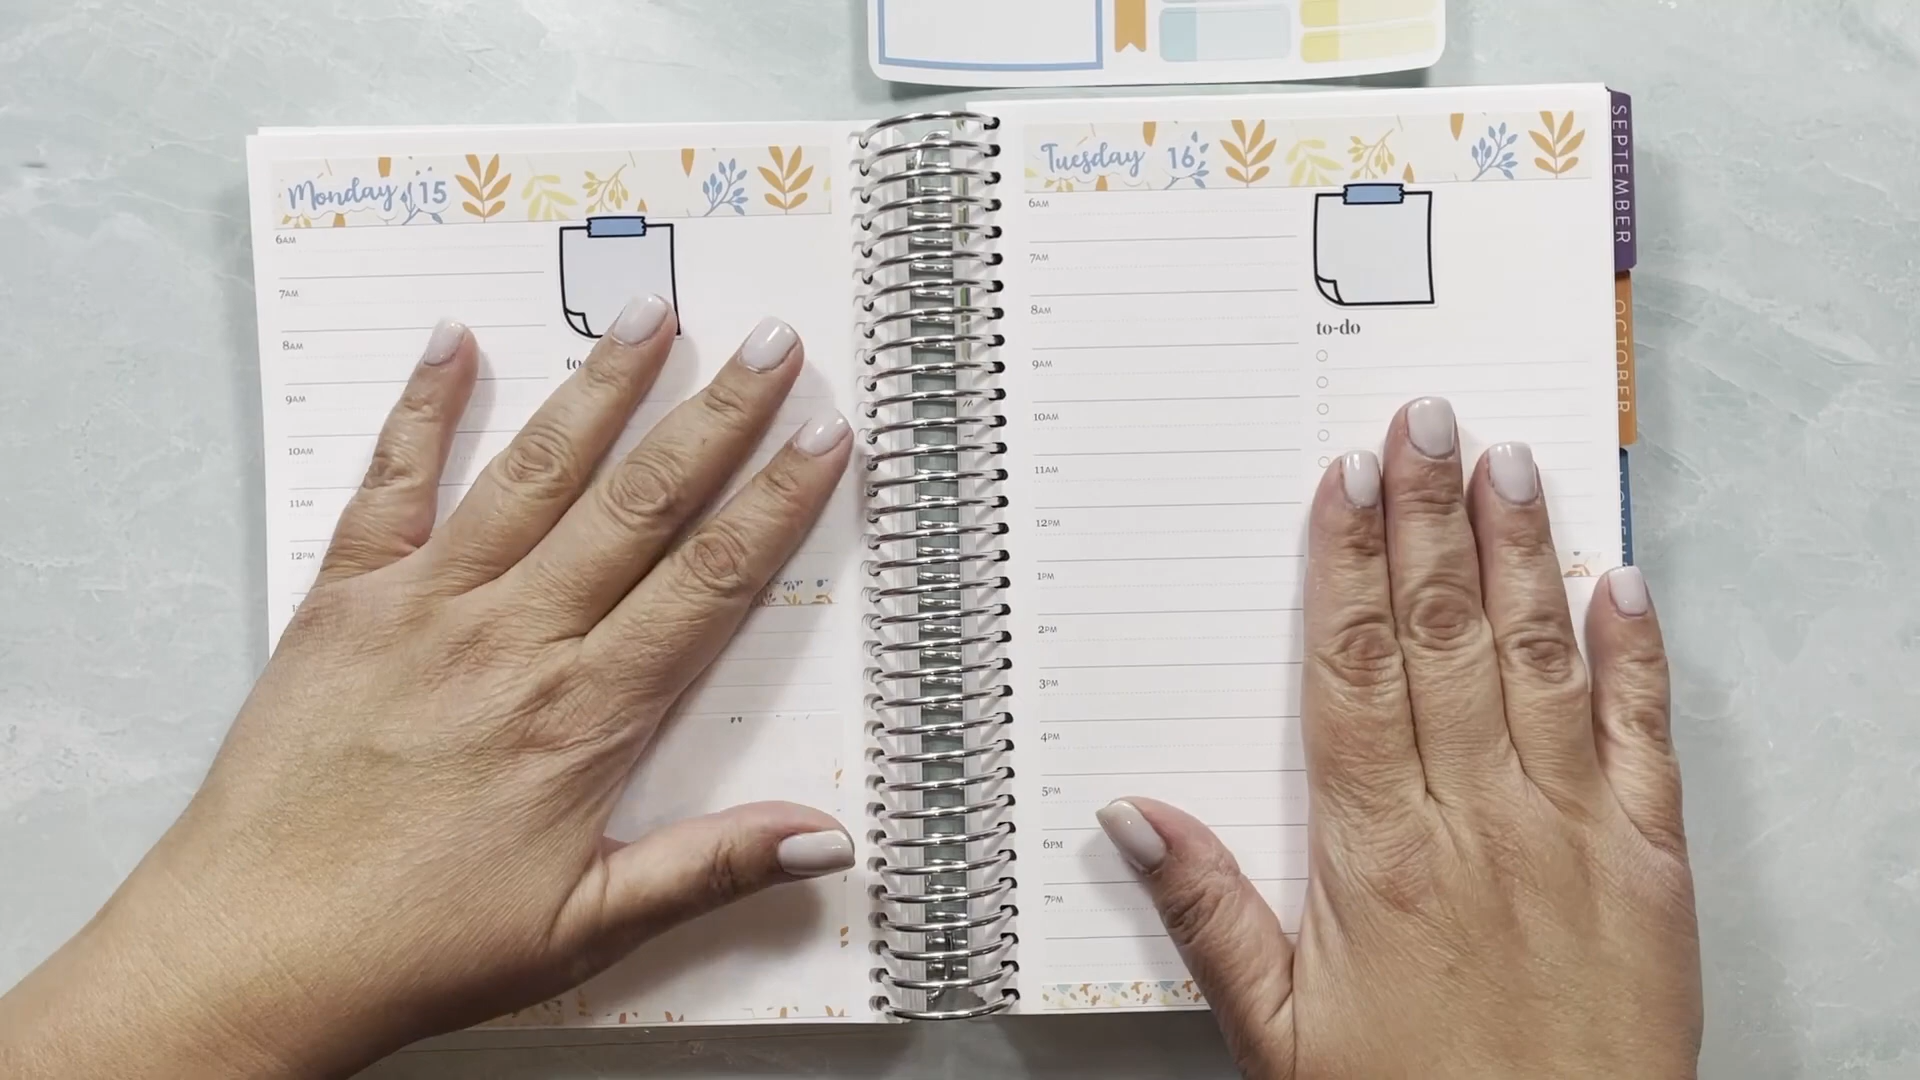 Monday 15
6AM
7AM
8AM
9AM
10AM
11AM
12PM
Tuesday 16
6AM
7AM
8AM
9AM
10AM
11AM
12PM
1PM
2PM
3PM
4PM
5PM
6PM
7PM
to-do
SEPTEMBER
OCTOBER